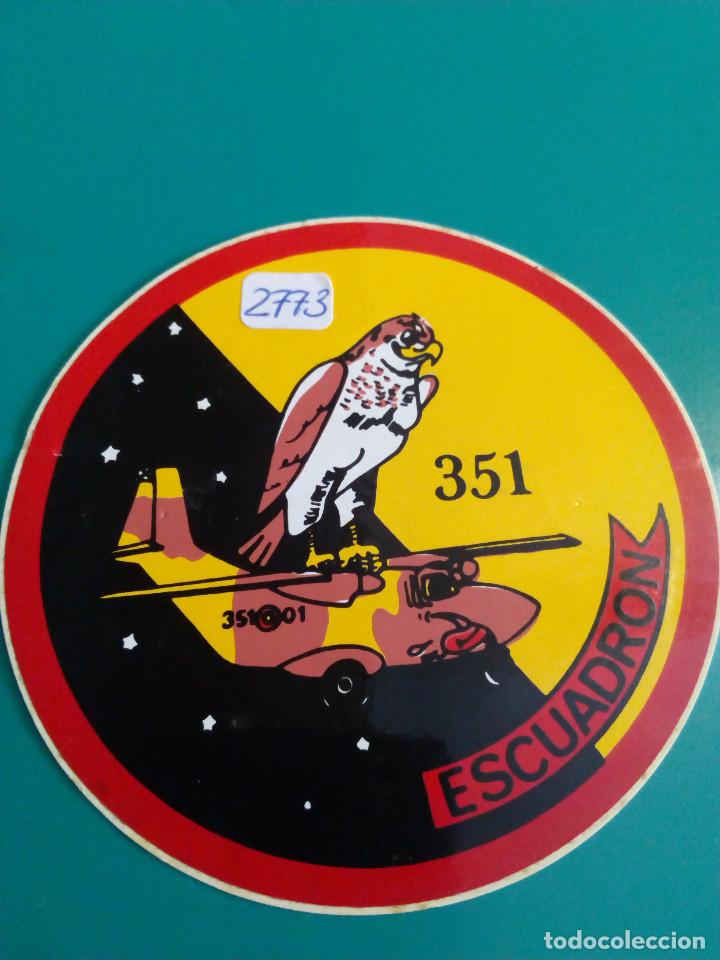 2773
351
351 01
ESCUADRON
todocoleccion